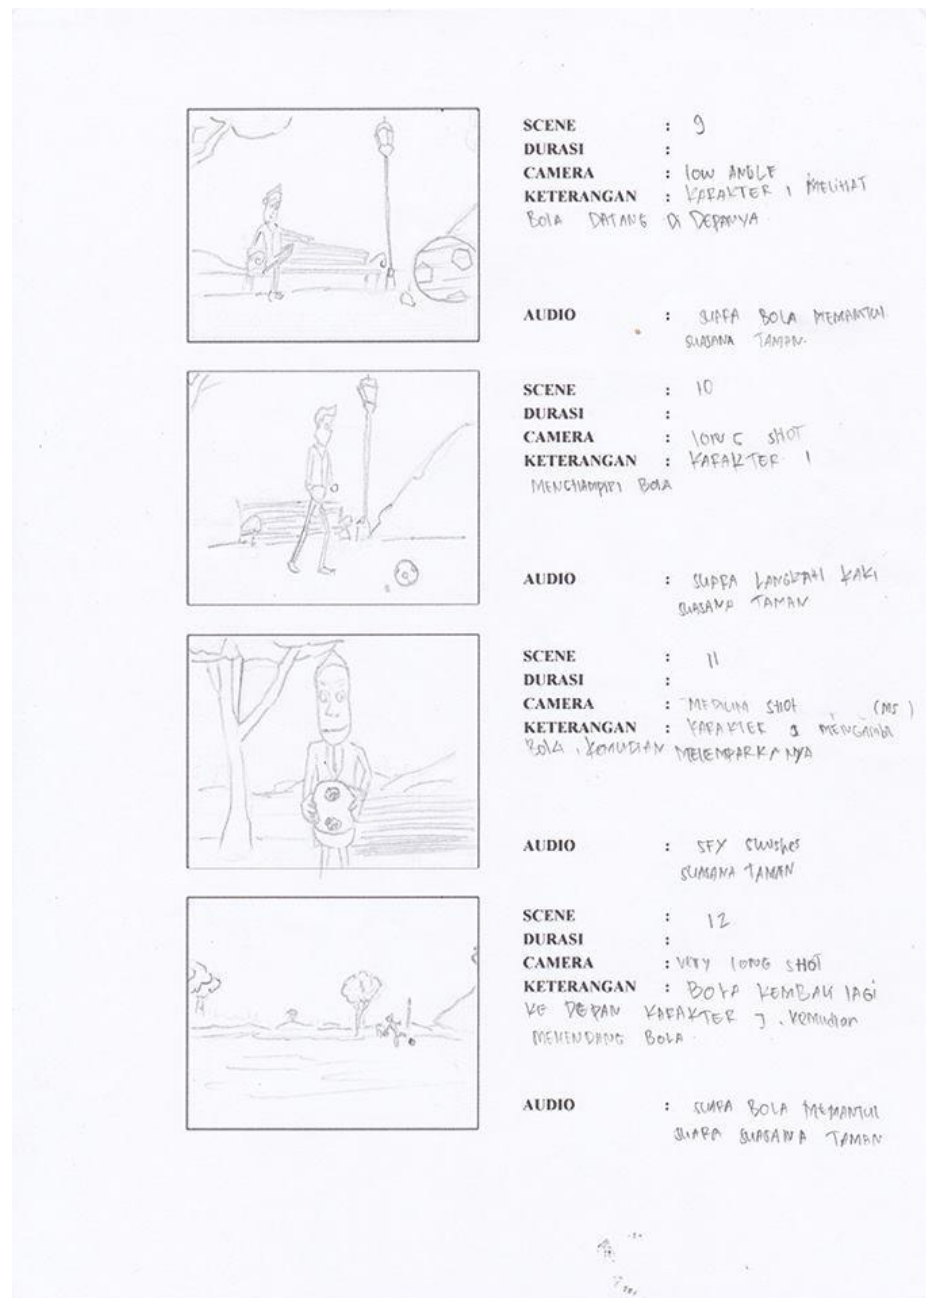 SCENE : 9
DURASI :
CAMERA : low ANGLE
KETERANGAN : KARAKTER 1 MELIHAT
BOLA DATANG DI DEPANYA
AUDIO : SUARA BOLA MEMANTUL
SUASANA TAMAN.
SCENE : 10
DURASI :
CAMERA : LONG SHOT
KETERANGAN : KARAKTER 1
MENGHAMPIRI BOLA
AUDIO : SUARA LANGKAH KAKI
SUASANA TAMAN
SCENE : 11
DURASI :
CAMERA : MEDIUM SHOT (MS)
KETERANGAN : KARAKTER 1 MENGAMBIL
BOLA, KEMUDIAN MELEMPARKANYA
AUDIO : SFX
SUASANA TAMAN
SCENE : 12
DURASI :
CAMERA : VERY LONG SHOT
KETERANGAN : BOLA KEMBALI LAGI
KE DEPAN KARAKTER 1. Kemudian
MENENDANG BOLA.
AUDIO : SUARA BOLA MEMANTUL
SUARA SUASANA TAMAN